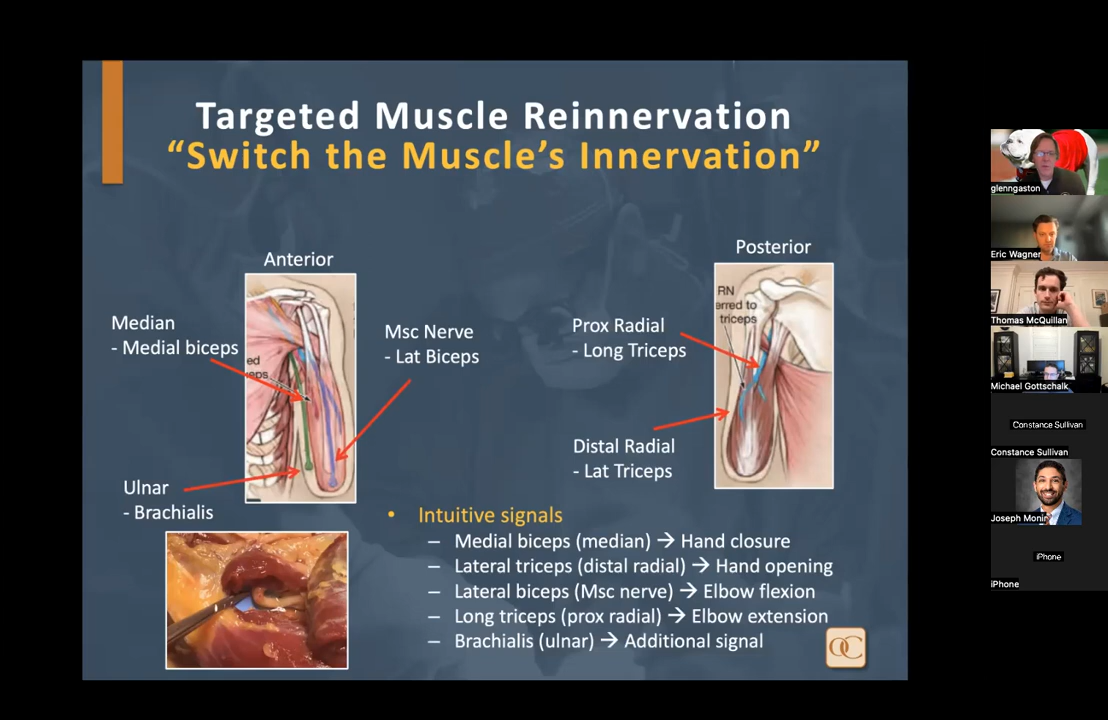 Targeted Muscle Reinnervation
“Switch the Muscle’s Innervation”
Anterior
Posterior
Median
- Medial biceps
Msc Nerve
- Lat Biceps
Prox Radial
- Long Triceps
Distal Radial
- Lat Triceps
Ulnar
- Brachialis
ed
eps
RN
erred to
triceps
• Intuitive signals
– Medial biceps (median) → Hand closure
– Lateral triceps (distal radial) → Hand opening
– Lateral biceps (Msc nerve) → Elbow flexion
– Long triceps (prox radial) → Elbow extension
– Brachialis (ulnar) → Additional signal
OC
glenngaston
Eric Wagner
Thomas McQuillan
Michael Gottschalk
Constance Sullivan
Constance Sullivan
Joseph Monir
iPhone
iPhone